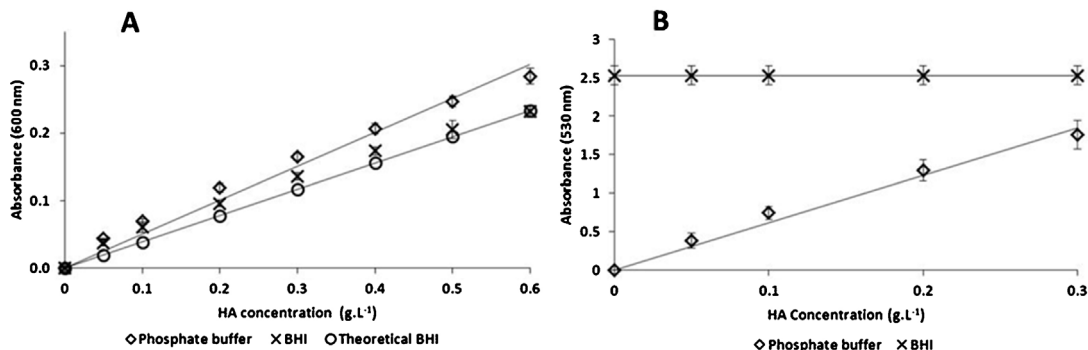 A
Absorbance (600 nm)
0.3
0.2
0.1
0.0
0 0.1 0.2 0.3 0.4 0.5 0.6
HA concentration (g.L-1)
Phosphate buffer BHI Theoretical BHI
B
Absorbance (530 nm)
3
2.5
2
1.5
1
0.5
0
0 0.1 0.2 0.3
HA Concentration (g.L-1)
Phosphate buffer BHI